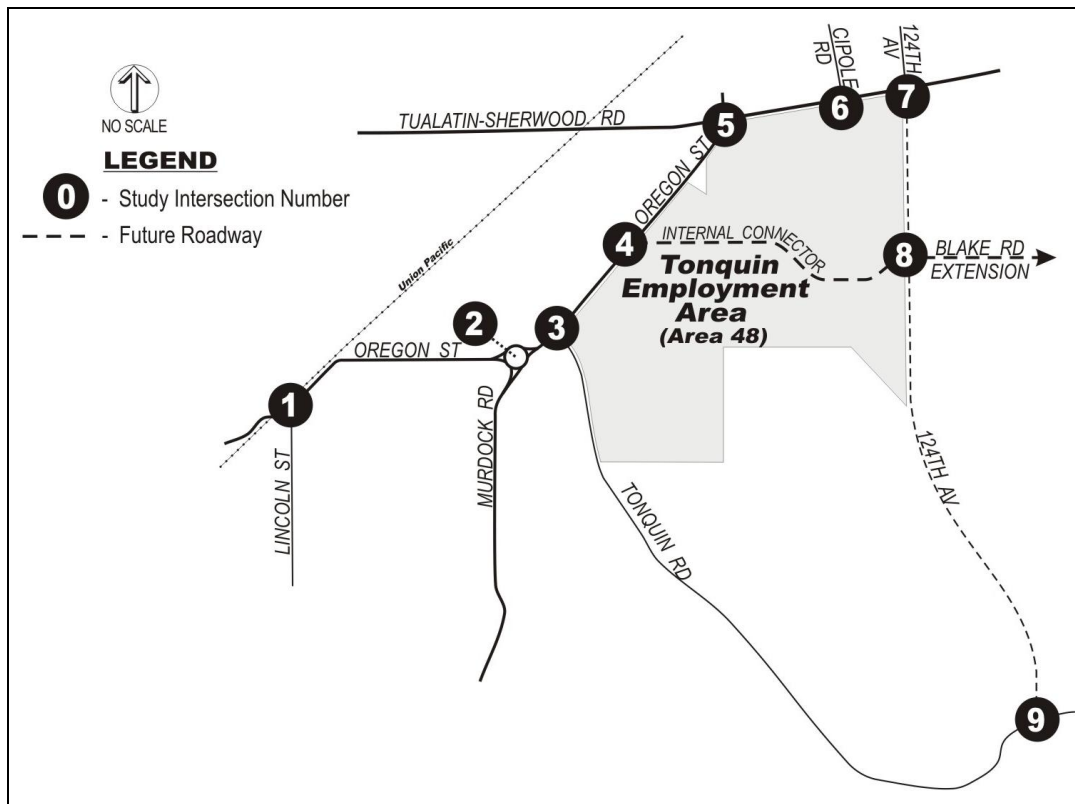 CIPOLE
RD
124TH
AV
NO SCALE
LEGEND
0 - Study Intersection Number
- Future Roadway
TUALATIN-SHERWOOD RD
5
6
7
OREGON ST
Union Pacific
4
INTERNAL CONNECTOR
8
BLAKE RD
EXTENSION
Tonquin
Employment
Area
(Area 48)
2
3
OREGON ST
1
LINCOLN ST
MURDOCK RD
TONQUIN RD
124TH AV
9